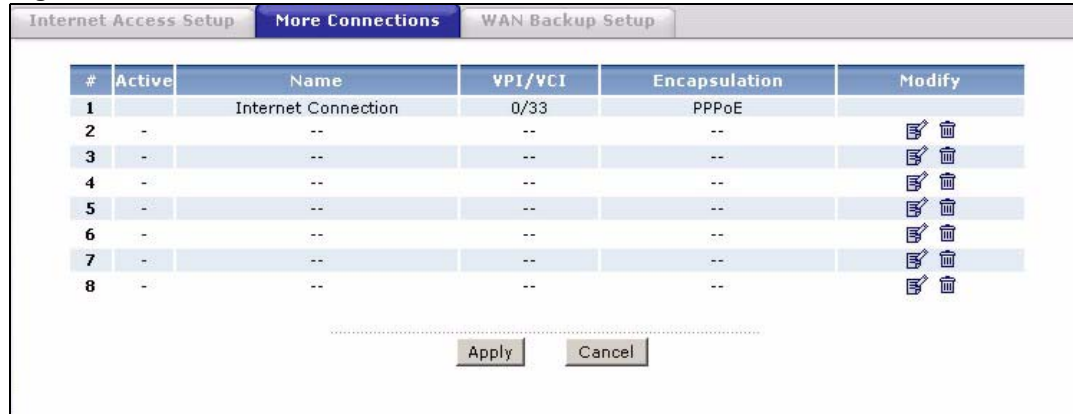 Internet Access Setup More Connections WAN Backup Setup
# Active Name VPI/VCI Encapsulation Modify
1 Internet Connection 0/33 PPPoE
2 - -- -- --
3 - -- -- --
4 - -- -- --
5 - -- -- --
6 - -- -- --
7 - -- -- --
8 - -- -- --
Apply Cancel